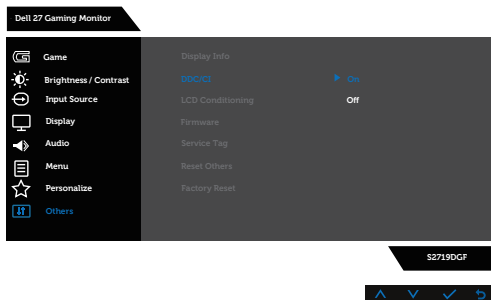 Dell 27 Gaming Monitor
Game
Display Info
Brightness / Contrast
DDC/CI
On
Input Source
LCD Conditioning
Off
Display
Firmware
Audio
Service Tag
Menu
Reset Others
Personalize
Factory Reset
Others
S2719DGF